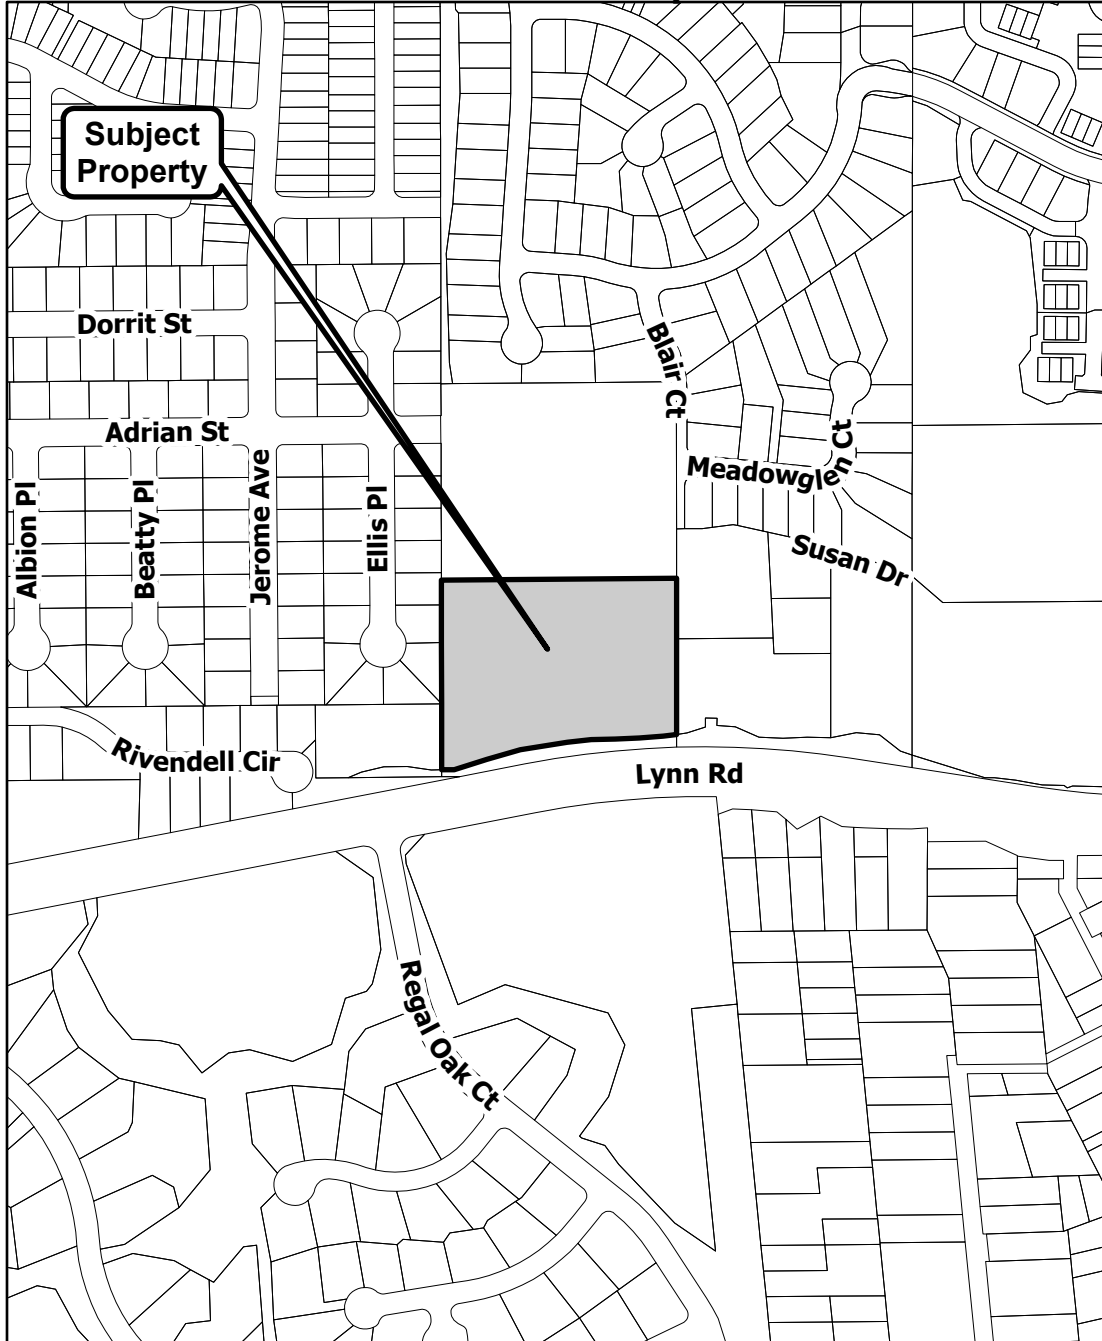 Subject
Property
Dorrit St
Blair Ct
Adrian St
Meadowglen Ct
Albion Pl
Beatty Pl
Jerome Ave
Ellis Pl
Susan Dr
Rivendell Cir
Lynn Rd
Regal Oak Ct